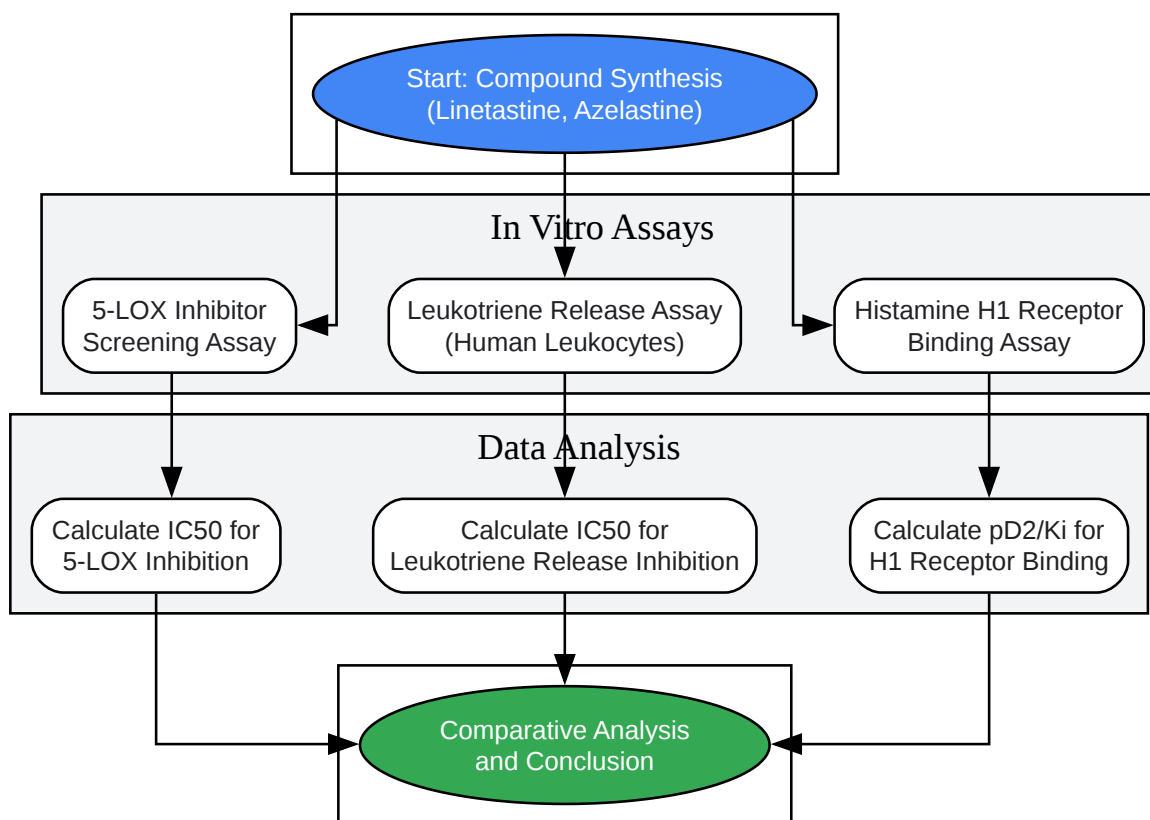 Start: Compound Synthesis
(Linetastine, Azelastine)
In Vitro Assays
5-LOX Inhibitor
Screening Assay
Leukotriene Release Assay
(Human Leukocytes)
Histamine H1 Receptor
Binding Assay
Data Analysis
Calculate IC50 for
5-LOX Inhibition
Calculate IC50 for
Leukotriene Release Inhibition
Calculate pD2/Ki for
H1 Receptor Binding
Comparative Analysis
and Conclusion